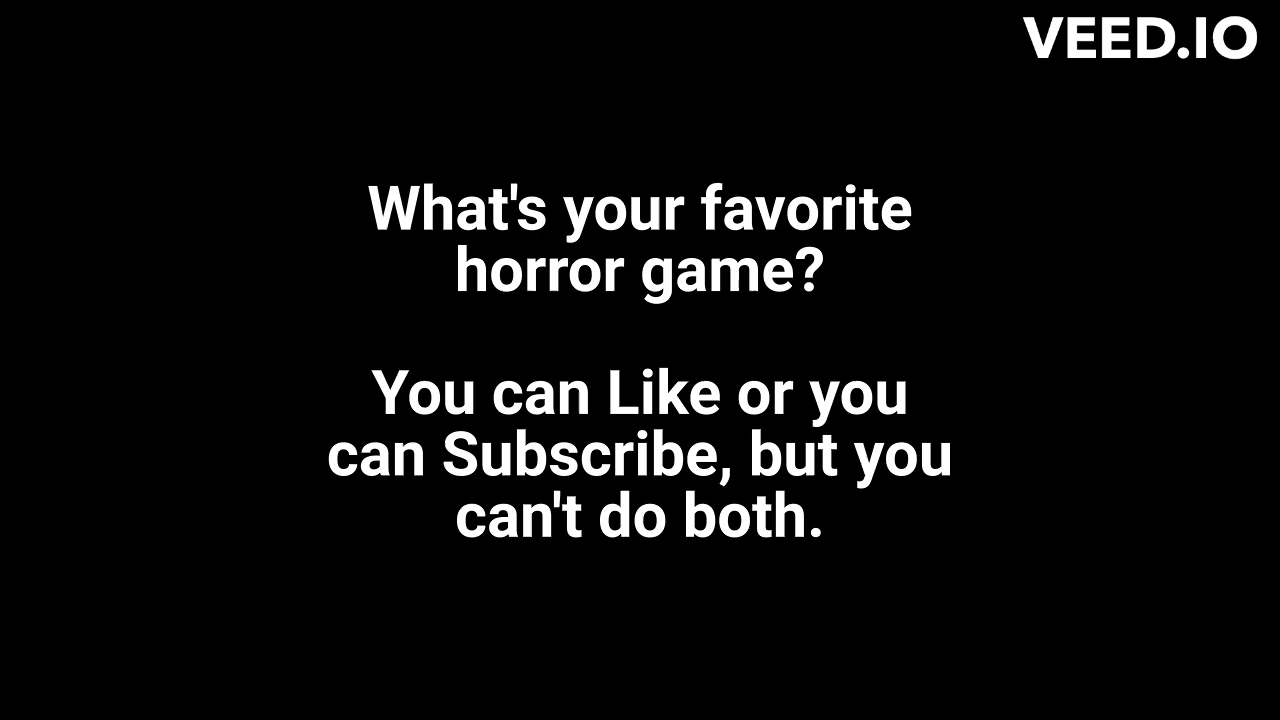 VEED.IO
What's your favorite
horror game?
You can Like or you
can Subscribe, but you
can't do both.